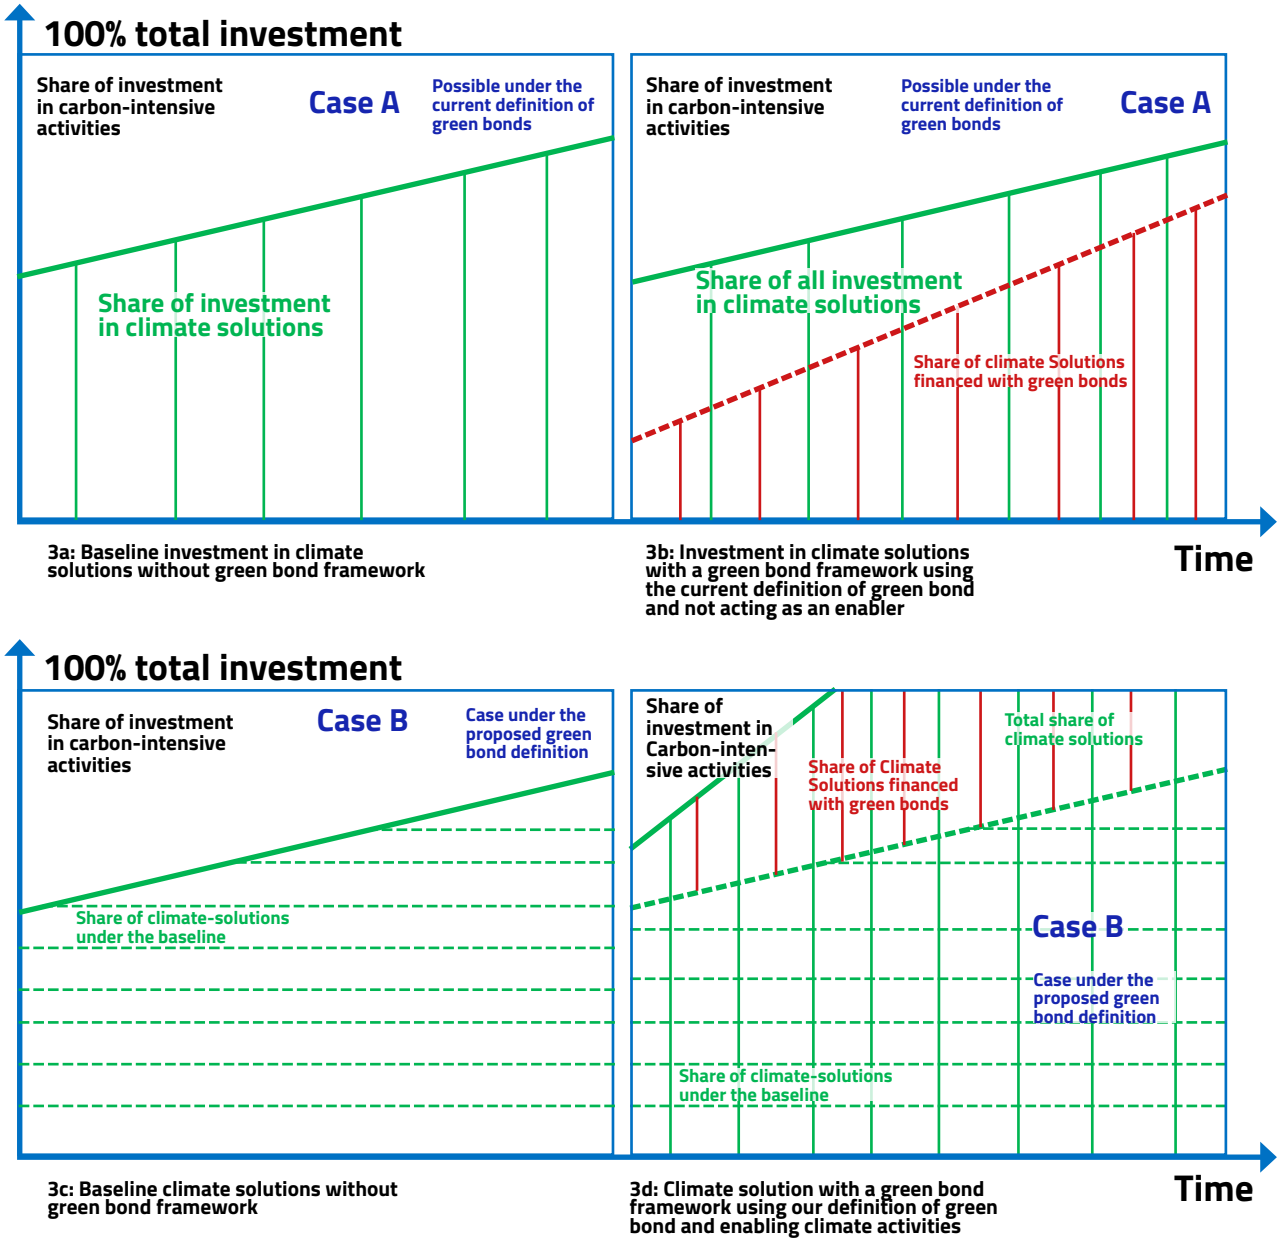 100% total investment
Share of investment
in carbon-intensive
activities
Case A
Possible under the
current definition of
green bonds
Share of investment
in climate solutions
Share of investment
in carbon-intensive
activities
Possible under the
current definition of
green bonds
Case A
Share of all investment
in climate solutions
Share of climate Solutions
financed with green bonds
3a: Baseline investment in climate
solutions without green bond framework
3b: Investment in climate solutions
with a green bond framework using
the current definition of green bond
and not acting as an enabler
Time
100% total investment
Share of investment
in carbon-intensive
activities
Case B
Case under the
proposed green
bond definition
Share of climate-solutions
under the baseline
Share of
investment in
Carbon-inten-
sive activities
Share of Climate
Solutions financed
with green bonds
Total share of
climate solutions
Case B
Case under the
proposed green
bond definition
Share of climate-solutions
under the baseline
3c: Baseline climate solutions without
green bond framework
3d: Climate solution with a green bond
framework using our definition of green
bond and enabling climate activities
Time